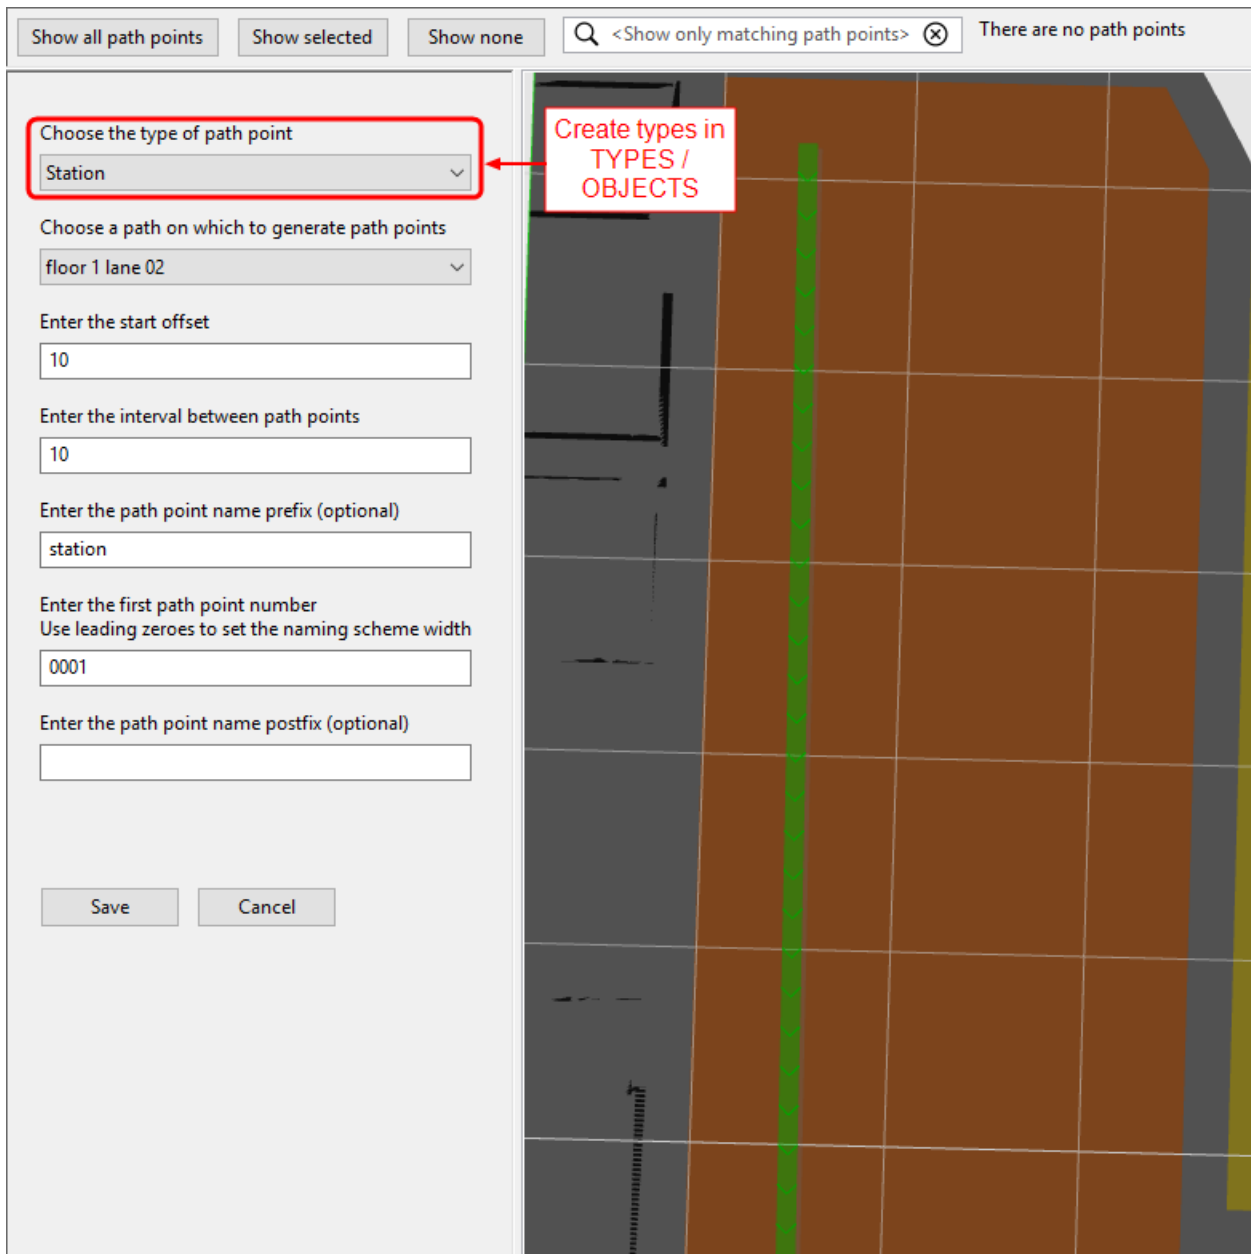 Show all path points
Show selected
Show none
<Show only matching path points>
There are no path points
Choose the type of path point
Station
Create types in
TYPES /
OBJECTS
Choose a path on which to generate path points
floor 1 lane 02
Enter the start offset
10
Enter the interval between path points
10
Enter the path point name prefix (optional)
station
Enter the first path point number
Use leading zeroes to set the naming scheme width
0001
Enter the path point name postfix (optional)
Save
Cancel